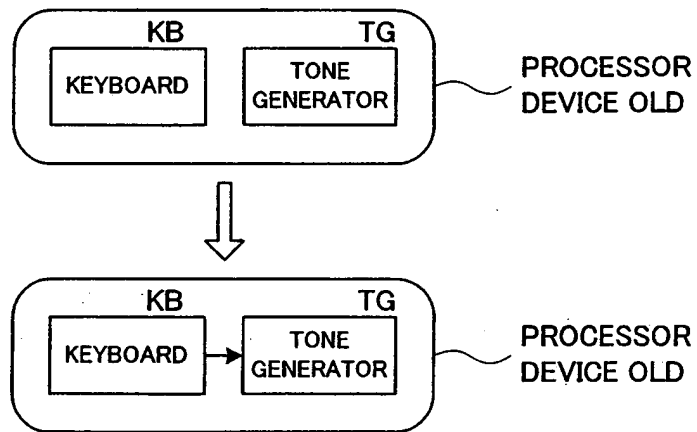 KB
TG
KEYBOARD
TONE
GENERATOR
PROCESSOR
DEVICE OLD
KB
TG
KEYBOARD
TONE
GENERATOR
PROCESSOR
DEVICE OLD